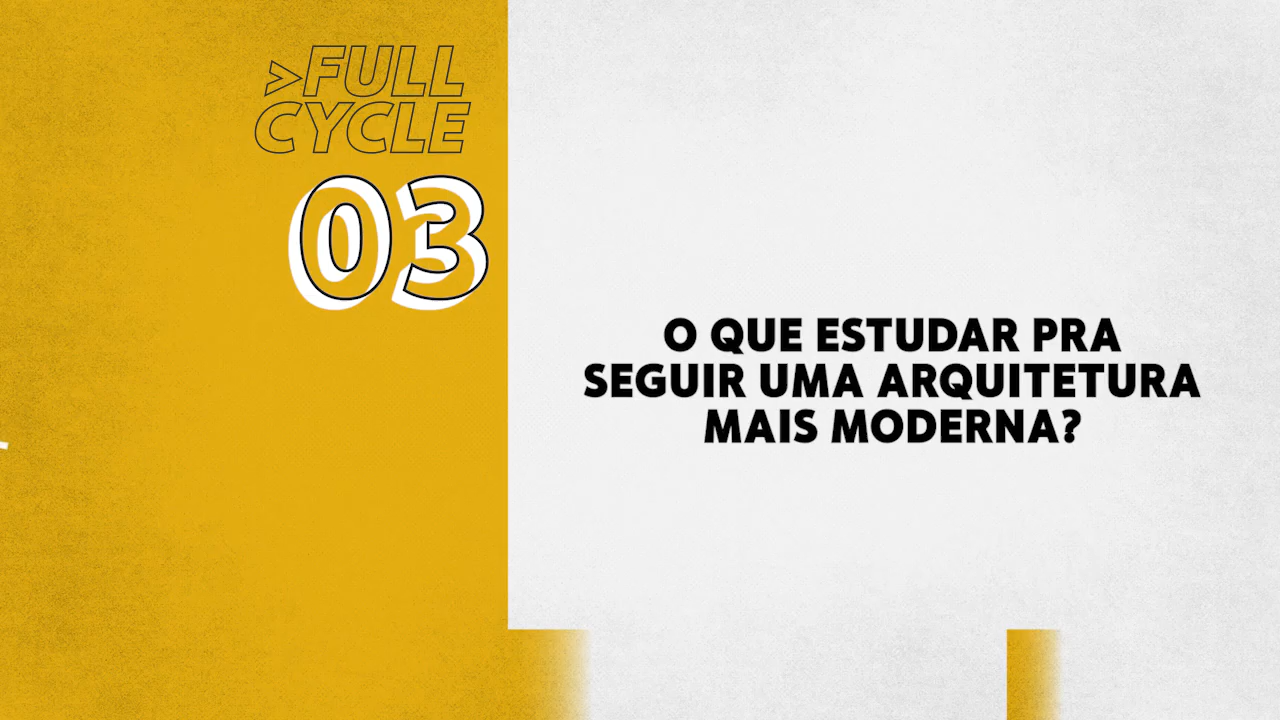 >FULL
CYCLE
03
O QUE ESTUDAR PRA
SEGUIR UMA ARQUITETURA
MAIS MODERNA?